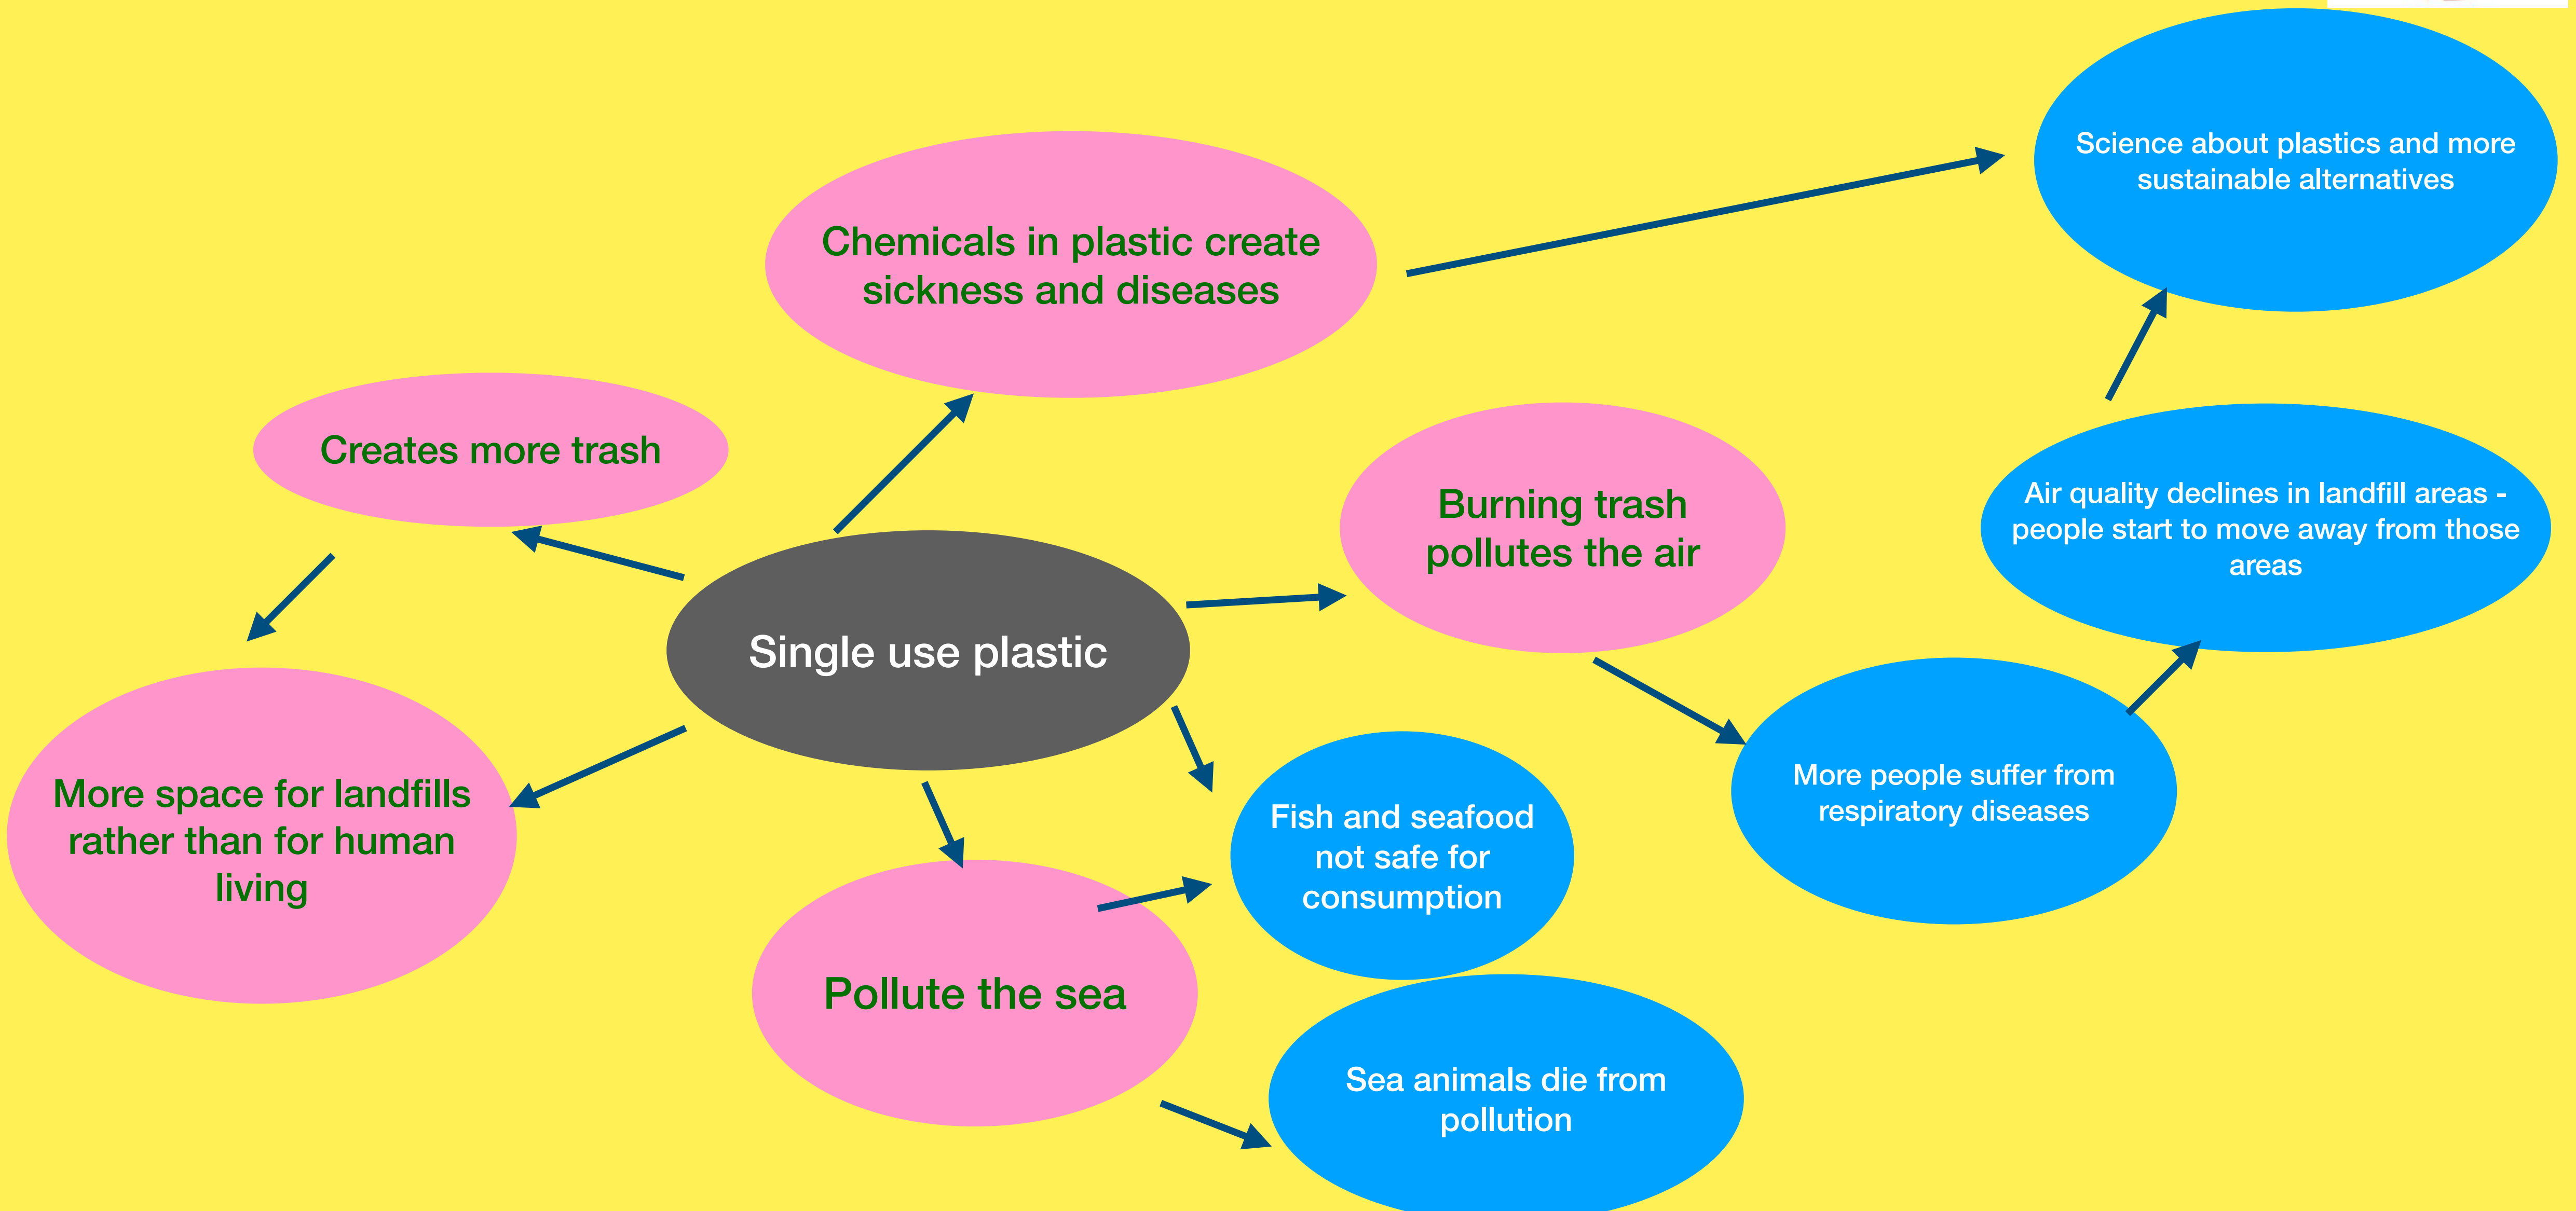 Science about plastics and more
sustainable alternatives
Chemicals in plastic create
sickness and diseases
Creates more trash
Burning trash
pollutes the air
Air quality declines in landfill areas -
people start to move away from those
areas
Single use plastic
More space for landfills
rather than for human
living
Fish and seafood
not safe for
consumption
More people suffer from
respiratory diseases
Pollute the sea
Sea animals die from
pollution